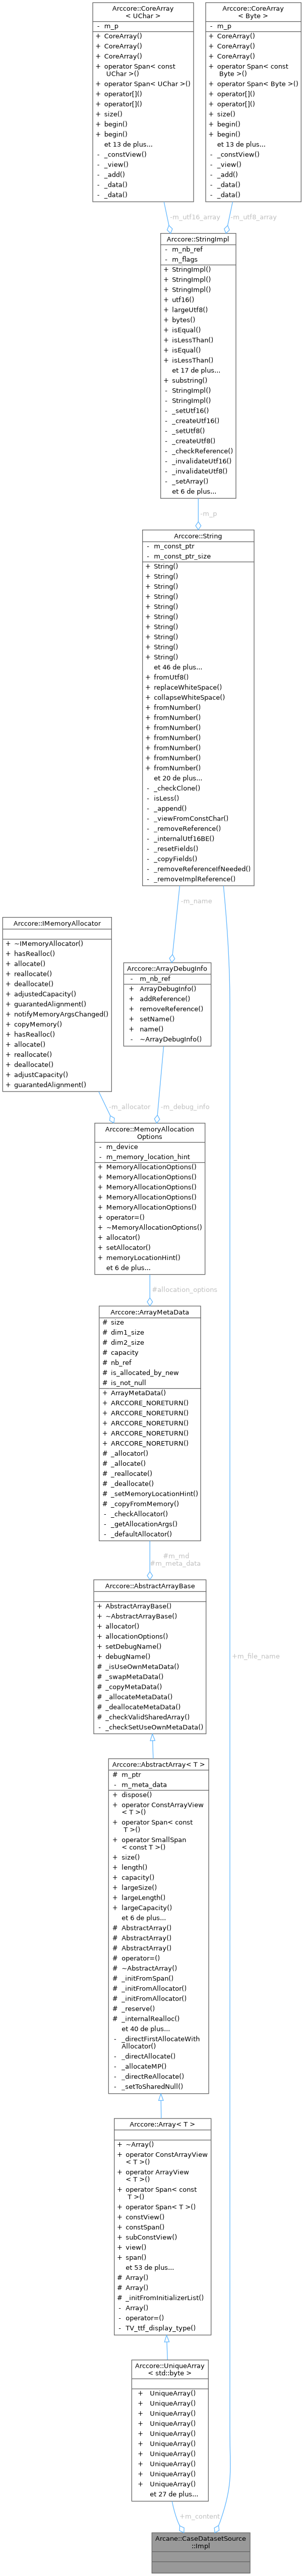 Arccore::CoreArray
< UChar >
- m_p
+ CoreArray()
+ CoreArray()
+ CoreArray()
+ operator Span< const
UChar >()
+ operator Span< UChar >()
+ operator[]()
+ operator[]()
+ size()
+ begin()
+ begin()
et 13 de plus...
- _constView()
- _view()
- _add()
- _data()
- _data()
Arccore::CoreArray
< Byte >
- m_p
+ CoreArray()
+ CoreArray()
+ CoreArray()
+ operator Span< const
Byte >()
+ operator Span< Byte >()
+ operator[]()
+ operator[]()
+ size()
+ begin()
+ begin()
et 13 de plus...
- _constView()
- _view()
- _add()
- _data()
- _data()
-m_utf16_array
-m_utf8_array
Arccore::StringImpl
- m_nb_ref
- m_flags
+ StringImpl()
+ StringImpl()
+ StringImpl()
+ utf16()
+ largeUtf8()
+ bytes()
+ isEqual()
+ isLessThan()
+ isEqual()
+ isLessThan()
et 17 de plus...
+ substring()
- StringImpl()
- StringImpl()
- _setUtf16()
- _createUtf16()
- _setUtf8()
- _createUtf8()
- _checkReference()
- _invalidateUtf16()
- _invalidateUtf8()
- _setArray()
et 6 de plus...
-m_p
Arccore::String
- m_const_ptr
- m_const_ptr_size
+ String()
+ String()
+ String()
+ String()
+ String()
+ String()
+ String()
+ String()
+ String()
+ String()
et 46 de plus...
+ fromUtf8()
+ replaceWhiteSpace()
+ collapseWhiteSpace()
+ fromNumber()
+ fromNumber()
+ fromNumber()
+ fromNumber()
+ fromNumber()
+ fromNumber()
+ fromNumber()
et 20 de plus...
- _checkClone()
- isLess()
- _append()
- _viewFromConstChar()
- _removeReference()
- _internalUtf16BE()
- _resetFields()
- _copyFields()
- _removeReferenceIfNeeded()
- _removeImplReference()
-m_name
Arccore::IMemoryAllocator
+ ~IMemoryAllocator()
+ hasRealloc()
+ allocate()
+ reallocate()
+ deallocate()
+ adjustedCapacity()
+ guarantedAlignment()
+ notifyMemoryArgsChanged()
+ copyMemory()
+ hasRealloc()
+ allocate()
+ reallocate()
+ deallocate()
+ adjustCapacity()
+ guarantedAlignment()
Arccore::ArrayDebugInfo
- m_nb_ref
+ ArrayDebugInfo()
+ addReference()
+ removeReference()
+ setName()
+ name()
- ~ArrayDebugInfo()
-m_allocator
-m_debug_info
Arccore::MemoryAllocation
Options
- m_device
- m_memory_location_hint
+ MemoryAllocationOptions()
+ MemoryAllocationOptions()
+ MemoryAllocationOptions()
+ MemoryAllocationOptions()
+ MemoryAllocationOptions()
+ operator=()
+ ~MemoryAllocationOptions()
+ allocator()
+ setAllocator()
+ memoryLocationHint()
et 6 de plus...
#allocation_options
Arccore::ArrayMetaData
# size
# dim1_size
# dim2_size
# capacity
# nb_ref
# is_allocated_by_new
# is_not_null
+ ArrayMetaData()
+ ARCCORE_NORETURN()
+ ARCCORE_NORETURN()
+ ARCCORE_NORETURN()
+ ARCCORE_NORETURN()
+ ARCCORE_NORETURN()
# _allocator()
# _allocate()
# _reallocate()
# _deallocate()
# _setMemoryLocationHint()
# _copyFromMemory()
- _checkAllocator()
- _getAllocationArgs()
- _defaultAllocator()
#m_md
#m_meta_data
Arccore::AbstractArrayBase
+ AbstractArrayBase()
+ ~AbstractArrayBase()
+ allocator()
+ allocationOptions()
+ setDebugName()
+ debugName()
# _isUseOwnMetaData()
# _swapMetaData()
# _copyMetaData()
# _allocateMetaData()
# _deallocateMetaData()
# _checkValidSharedArray()
- _checkSetUseOwnMetaData()
+m_file_name
Arccore::AbstractArray< T >
# m_ptr
- m_meta_data
+ dispose()
+ operator ConstArrayView
< T >()
+ operator Span< const
T >()
+ operator SmallSpan
< const T >()
+ size()
+ length()
+ capacity()
+ largeSize()
+ largeLength()
+ largeCapacity()
et 6 de plus...
# AbstractArray()
# AbstractArray()
# AbstractArray()
# operator=()
# ~AbstractArray()
# _initFromSpan()
# _initFromAllocator()
# _initFromAllocator()
# _reserve()
# _internalRealloc()
et 40 de plus...
- _directFirstAllocateWith
Allocator()
- _directAllocate()
- _allocateMP()
- _directReAllocate()
- _setToSharedNull()
Arccore::Array< T >
+ ~Array()
+ operator ConstArrayView
< T >()
+ operator ArrayView
< T >()
+ operator Span< const
T >()
+ operator Span< T >()
+ constView()
+ constSpan()
+ subConstView()
+ view()
+ span()
et 53 de plus...
# Array()
# Array()
# _initFromInitializerList()
- Array()
- operator=()
- TV_ttf_display_type()
Arccore::UniqueArray
< std::byte >
+ UniqueArray()
+ UniqueArray()
+ UniqueArray()
+ UniqueArray()
+ UniqueArray()
+ UniqueArray()
+ UniqueArray()
+ UniqueArray()
+ UniqueArray()
+ UniqueArray()
et 27 de plus...
+m_content
Arcane::CaseDatasetSource
::Impl